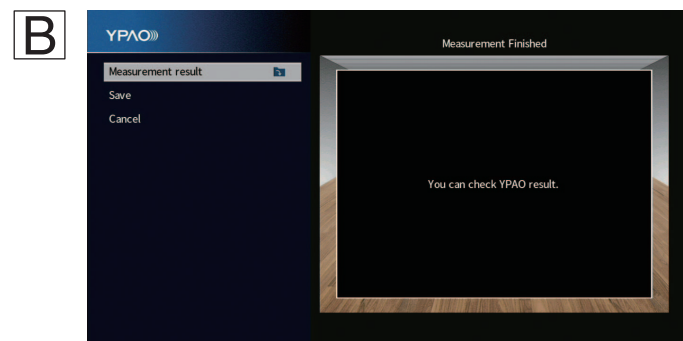 B
YPAO
Measurement Finished
Measurement result
Save
Cancel
You can check YPAO result.